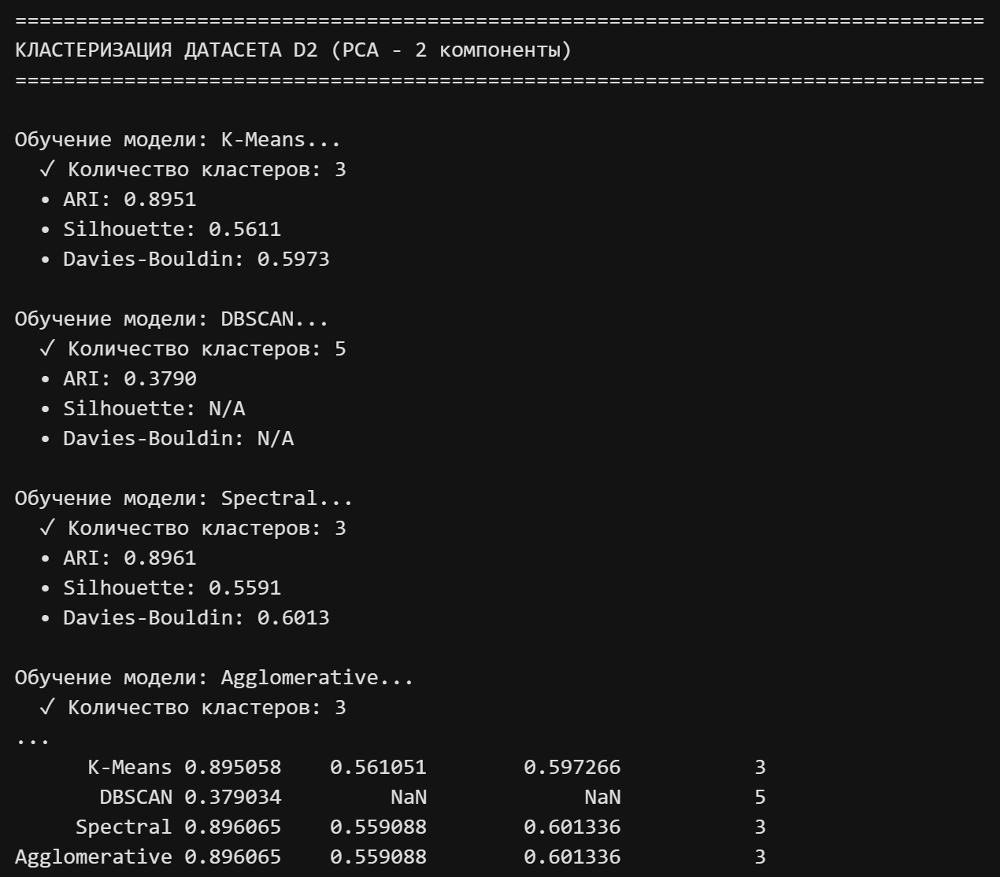 ================================================================================
КЛАСТЕРИЗАЦИЯ ДАТАСЕТА D2 (PCA - 2 компоненты)
================================================================================
Обучение модели: K-Means...
✓ Количество кластеров: 3
• ARI: 0.8951
• Silhouette: 0.5611
• Davies-Bouldin: 0.5973
Обучение модели: DBSCAN...
✓ Количество кластеров: 5
• ARI: 0.3790
• Silhouette: N/A
• Davies-Bouldin: N/A
Обучение модели: Spectral...
✓ Количество кластеров: 3
• ARI: 0.8961
• Silhouette: 0.5591
• Davies-Bouldin: 0.6013
Обучение модели: Agglomerative...
✓ Количество кластеров: 3
...
K-Means 0.895058 0.561051 0.597266 3
DBSCAN 0.379034 NaN NaN 5
Spectral 0.896065 0.559088 0.601336 3
Agglomerative 0.896065 0.559088 0.601336 3